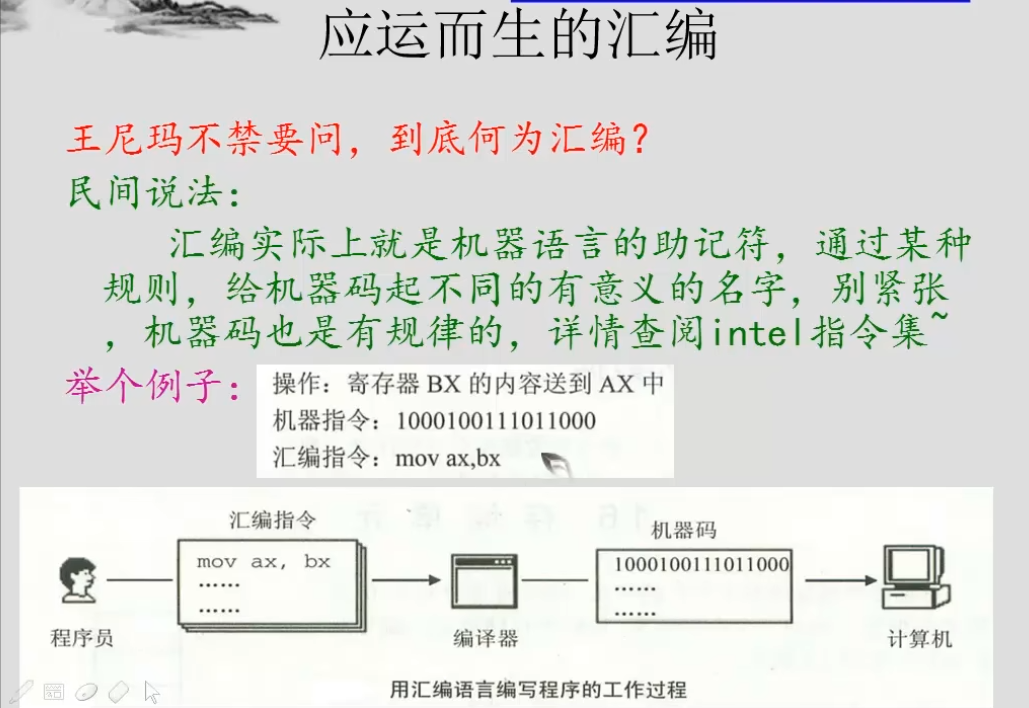 应运而生的汇编
王尼玛不禁要问，到底何为汇编？
民间说法：
汇编实际上就是机器语言的助记符，通过某种
规则，给机器码起不同的有意义的名字，别紧张
，机器码也是有规律的，详情查阅intel指令集~
举个例子：
操作：寄存器 BX 的内容送到 AX 中
机器指令：1000100111011000
汇编指令：mov ax,bx
汇编指令
机器码
mov ax, bx
……
……
1000100111011000
……
……
程序员
编译器
计算机
用汇编语言编写程序的工作过程